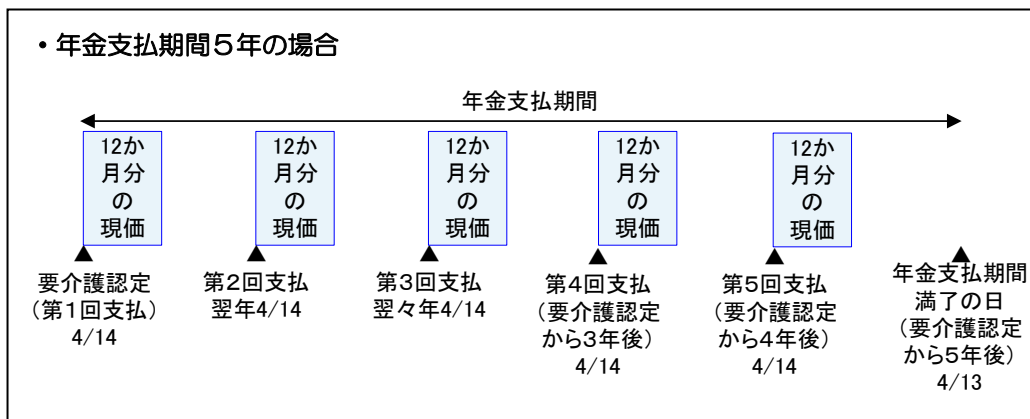 ・年金支払期間５年の場合
年金支払期間
12か
月分
の
現価
12か
月分
の
現価
12か
月分
の
現価
12か
月分
の
現価
12か
月分
の
現価
要介護認定
（第１回支払）
4/14
第２回支払
翌年4/14
第３回支払
翌々年4/14
第４回支払
（要介護認定
から３年後）
4/14
第５回支払
（要介護認定
から４年後）
4/14
年金支払期間
満了の日
（要介護認定
から５年後）
4/13